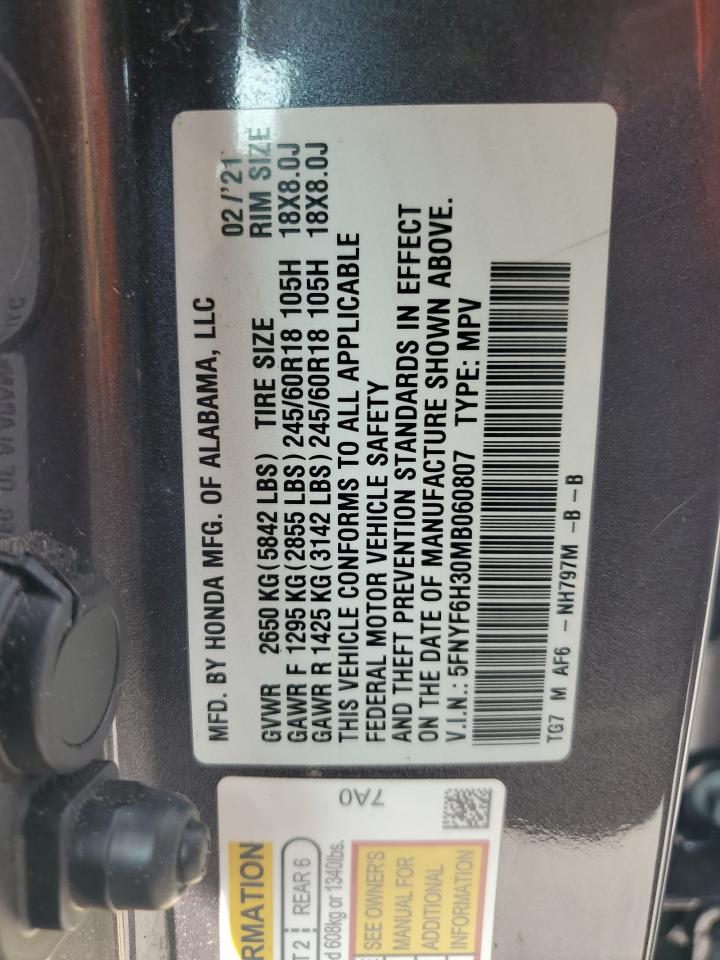 MFD. BY HONDA MFG. OF ALABAMA, LLC 02/'21
GVWR 2650 KG(5842 LBS) TIRE SIZE RIM SIZE
GAWR F 1295 KG(2855 LBS)245/60R18 105H 18X8.0J
GAWR R 1425 KG(3142 LBS)245/60R18 105H 18X8.0J
THIS VEHICLE CONFORMS TO ALL APPLICABLE
FEDERAL MOTOR VEHICLE SAFETY
AND THEFT PREVENTION STANDARDS IN EFFECT
ON THE DATE OF MANUFACTURE SHOWN ABOVE.
V.I.N.: 5FNYF6H30MB060807 TYPE: MPV
TG7 M AF6 -NH797M -B -B
7A0
RMATION
T 2 REAR 6
d 608kg or 1340lbs.
SEE OWNER'S
MANUAL FOR
ADDITIONAL
INFORMATION